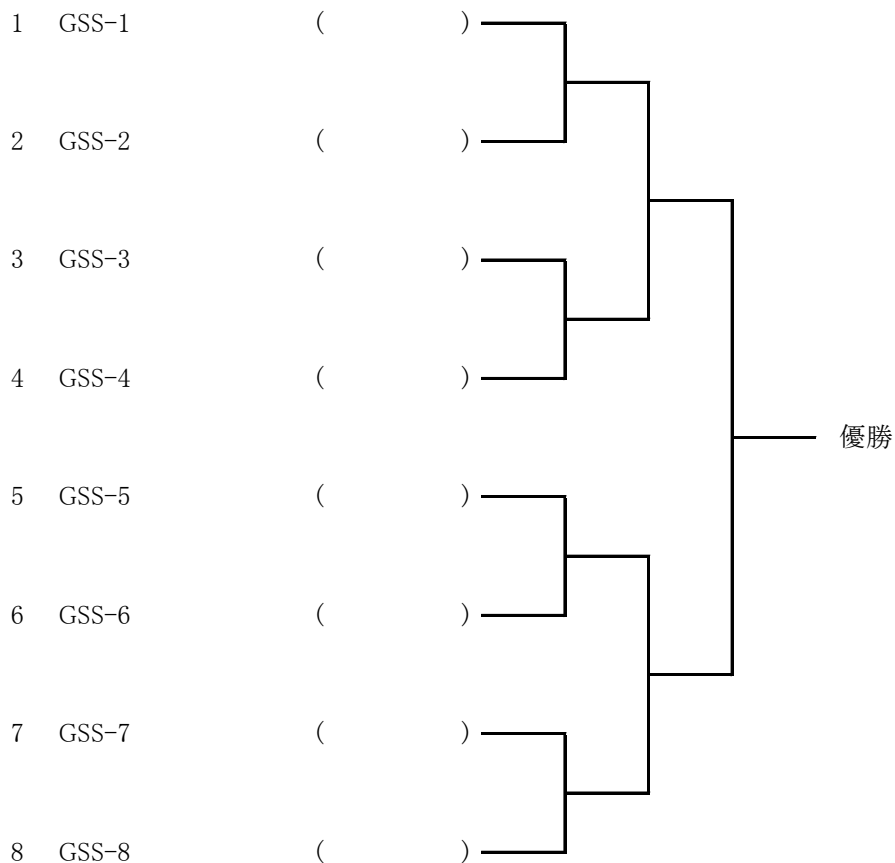 1 GSS-1 ( )
2 GSS-2 ( )
3 GSS-3 ( )
4 GSS-4 ( )
優勝
5 GSS-5 ( )
6 GSS-6 ( )
7 GSS-7 ( )
8 GSS-8 ( )